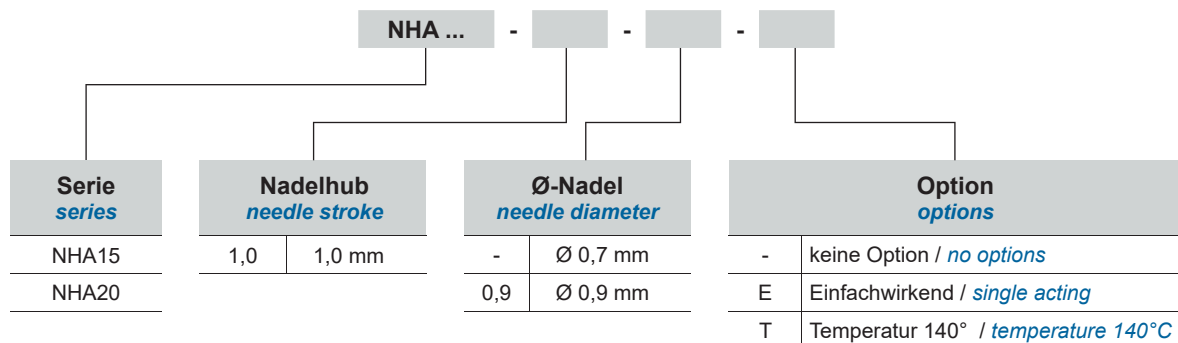 NHA ... - - -
Serie
series
NHA15
NHA20
Nadelhub
needle stroke
1,0 1,0 mm
Ø-Nadel
needle diameter
- Ø 0,7 mm
0,9 Ø 0,9 mm
Option
options
- keine Option / no options
E Einfachwirkend / single acting
T Temperatur 140° / temperature 140°C